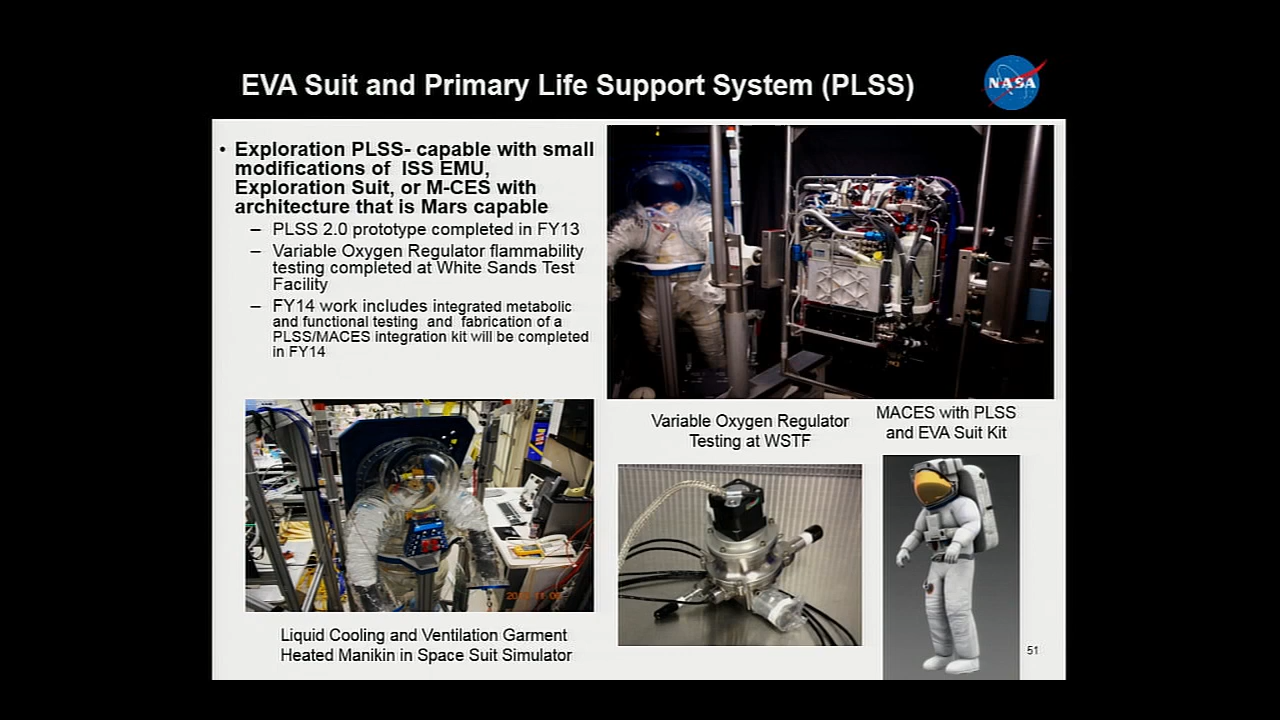 EVA Suit and Primary Life Support System (PLSS)
NASA
• Exploration PLSS- capable with small
modifications of ISS EMU,
Exploration Suit, or M-CES with
architecture that is Mars capable
– PLSS 2.0 prototype completed in FY13
– Variable Oxygen Regulator flammability
testing completed at White Sands Test
Facility
– FY14 work includes integrated metabolic
and functional testing and fabrication of a
PLSS/MACES integration kit will be completed
in FY14
Variable Oxygen Regulator
Testing at WSTF
MACES with PLSS
and EVA Suit Kit
Liquid Cooling and Ventilation Garment
Heated Manikin in Space Suit Simulator
51